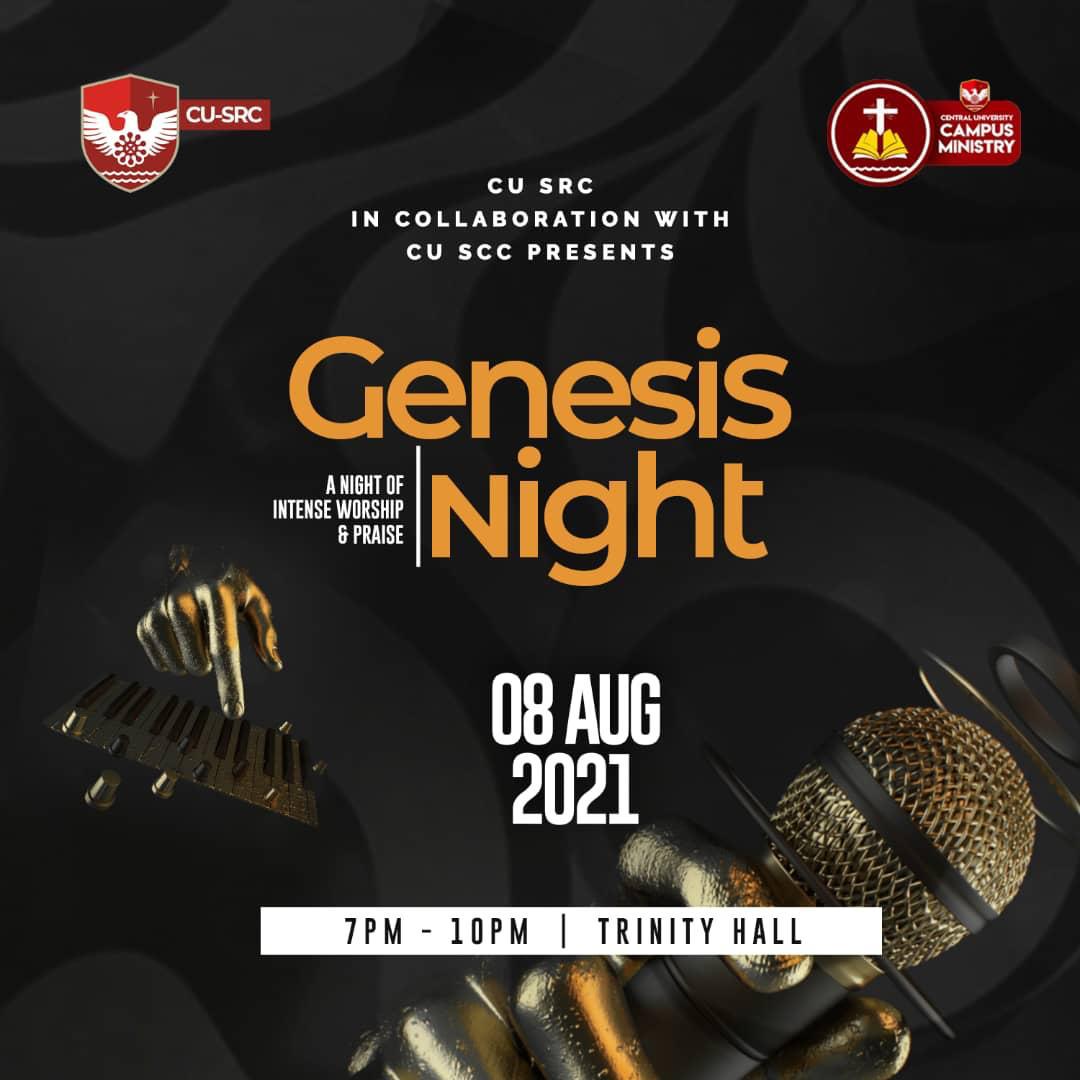 CU-SRC
CENTRAL UNIVERSITY
CAMPUS
MINISTRY
CU SRC
IN COLLABORATION WITH
CU SCC PRESENTS
Genesis
Night
A NIGHT OF
INTENSE WORSHIP
& PRAISE
08 AUG
2021
7PM - 10PM | TRINITY HALL